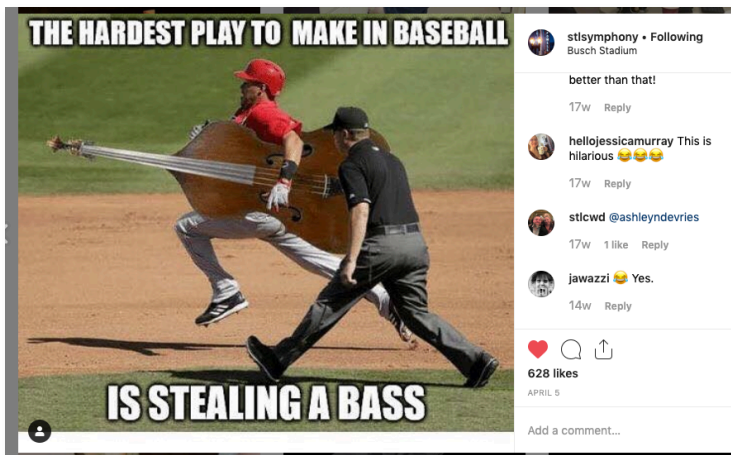 THE HARDEST PLAY TO MAKE IN BASEBALL
IS STEALING A BASS
stlsymphony • Following
Busch Stadium
better than that!
17w Reply
hellojessicamurray This is
hilarious 😂😂😂
17w Reply
stlcwd @ashleyndevries
17w 1 like Reply
jawazzi 😂 Yes.
14w Reply
628 likes
APRIL 5
Add a comment...